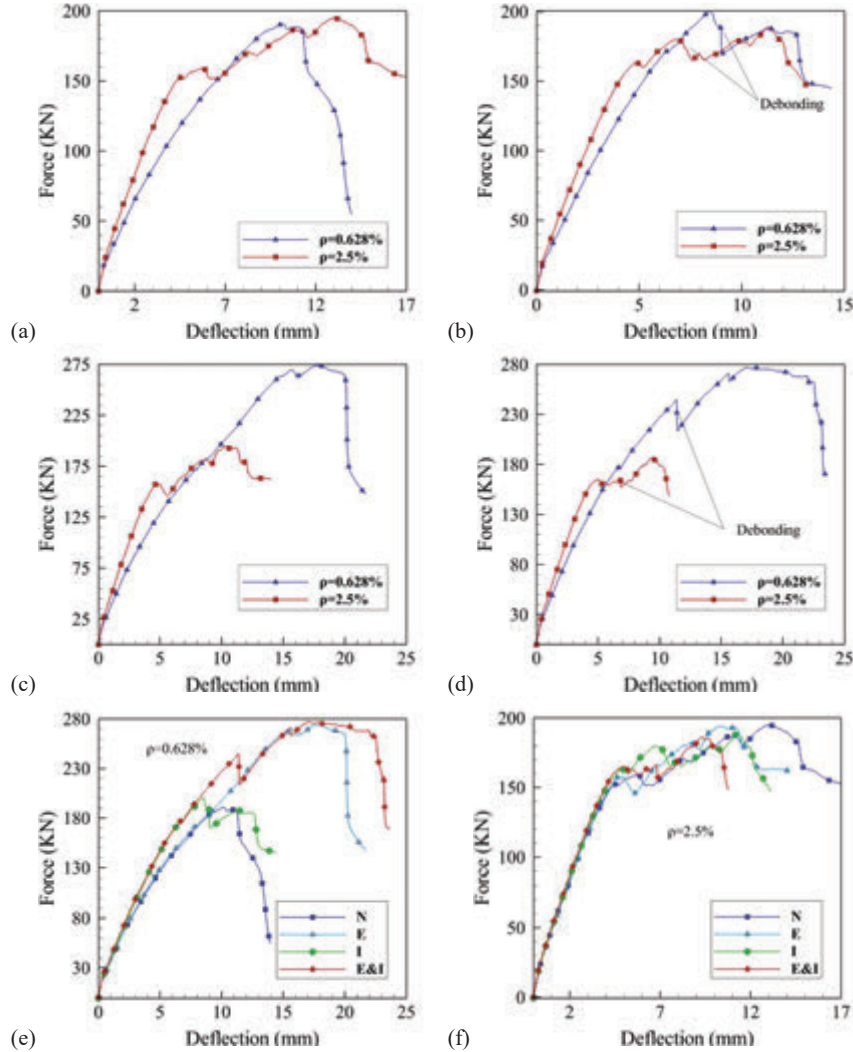 200
150
100
50
0
Force (KN)
ρ=0.628%
ρ=2.5%
2 7 12 17
(a) Deflection (mm)
200
150
100
50
0
Force (KN)
Debonding
ρ=0.628%
ρ=2.5%
0 5 10 15
(b) Deflection (mm)
275
225
175
125
75
25
Force (KN)
ρ=0.628%
ρ=2.5%
0 5 10 15 20 25
(c) Deflection (mm)
280
230
180
130
80
30
Force (KN)
Debonding
ρ=0.628%
ρ=2.5%
0 5 10 15 20 25
(d) Deflection (mm)
280
230
180
130
80
30
Force (KN)
ρ=0.628%
N
E
I
E&I
0 5 10 15 20 25
(e) Deflection (mm)
200
150
100
50
0
Force (KN)
ρ=2.5%
N
E
I
E&I
2 7 12 17
(f) Deflection (mm)